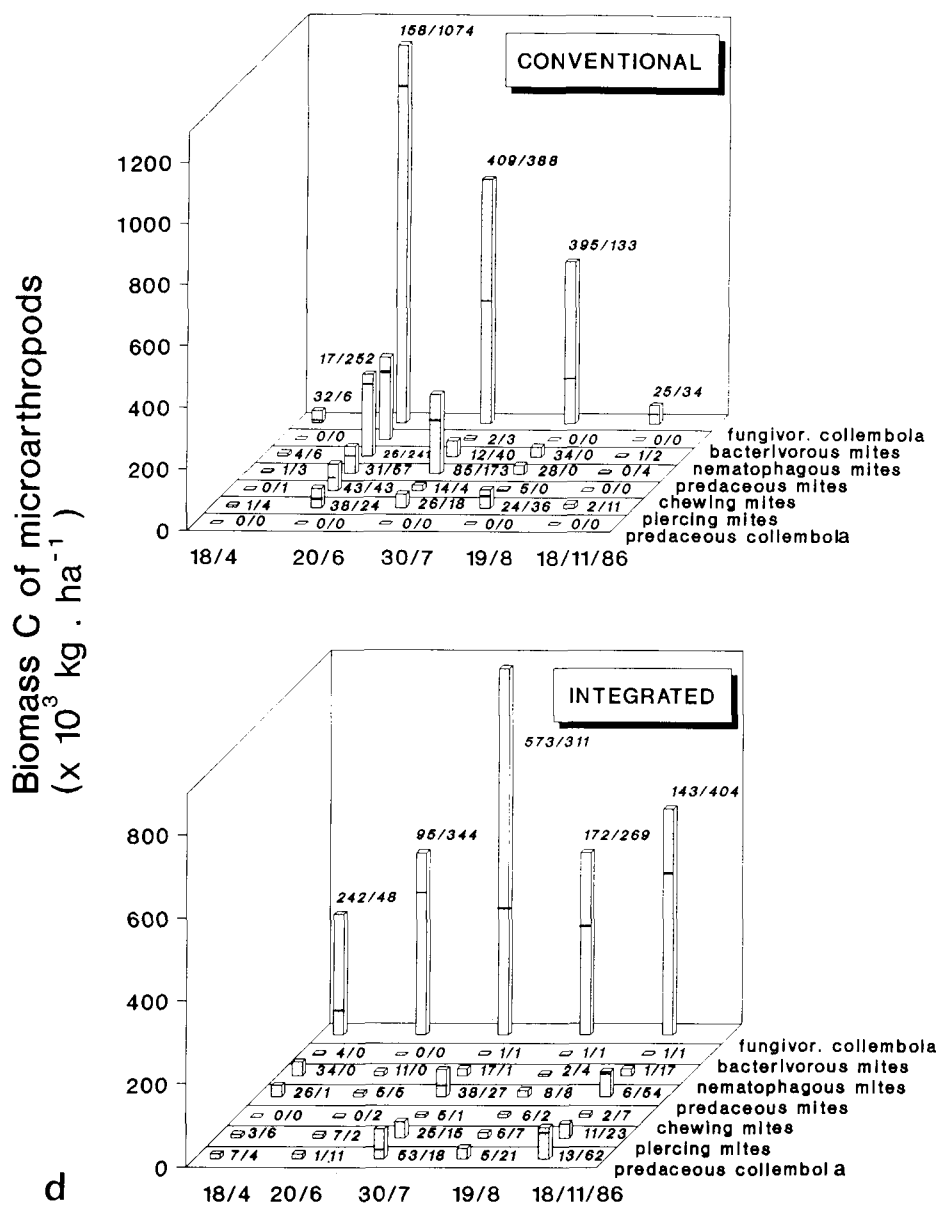 158/1074
CONVENTIONAL
1200
409/388
1000
395/133
800
600
17/252
400
32/6
25/34
0/0 2/3 0/0 0/0 fungivor. collembola
4/6 26/241 12/40 34/0 1/2 bacterivorous mites
200
1/3 31/57 85/173 28/0 0/4 nematophagous mites
0/1 43/43 14/4 5/0 0/0 predaceous mites
1/4 38/24 26/18 24/36 2/11 chewing mites
0/0 0/0 0/0 0/0 0/0 piercing mites
0
predaceous collembola
18/4 20/6 30/7 19/8 18/11/86
Biomass C of microarthropods
(x 10³ kg . ha⁻¹)
INTEGRATED
573/311
143/404
800
95/344
172/269
600
242/48
400
4/0 0/0 1/1 1/1 1/1 fungivor. collembola
34/0 11/0 17/1 2/4 1/17 bacterivorous mites
200
26/1 5/5 38/27 8/8 6/54 nematophagous mites
0/0 0/2 5/1 6/2 2/7 predaceous mites
3/6 7/2 25/15 6/7 11/23 chewing mites
7/4 1/11 53/18 5/21 13/62 piercing mites
0
predaceous collembola
d
18/4 20/6 30/7 19/8 18/11/86